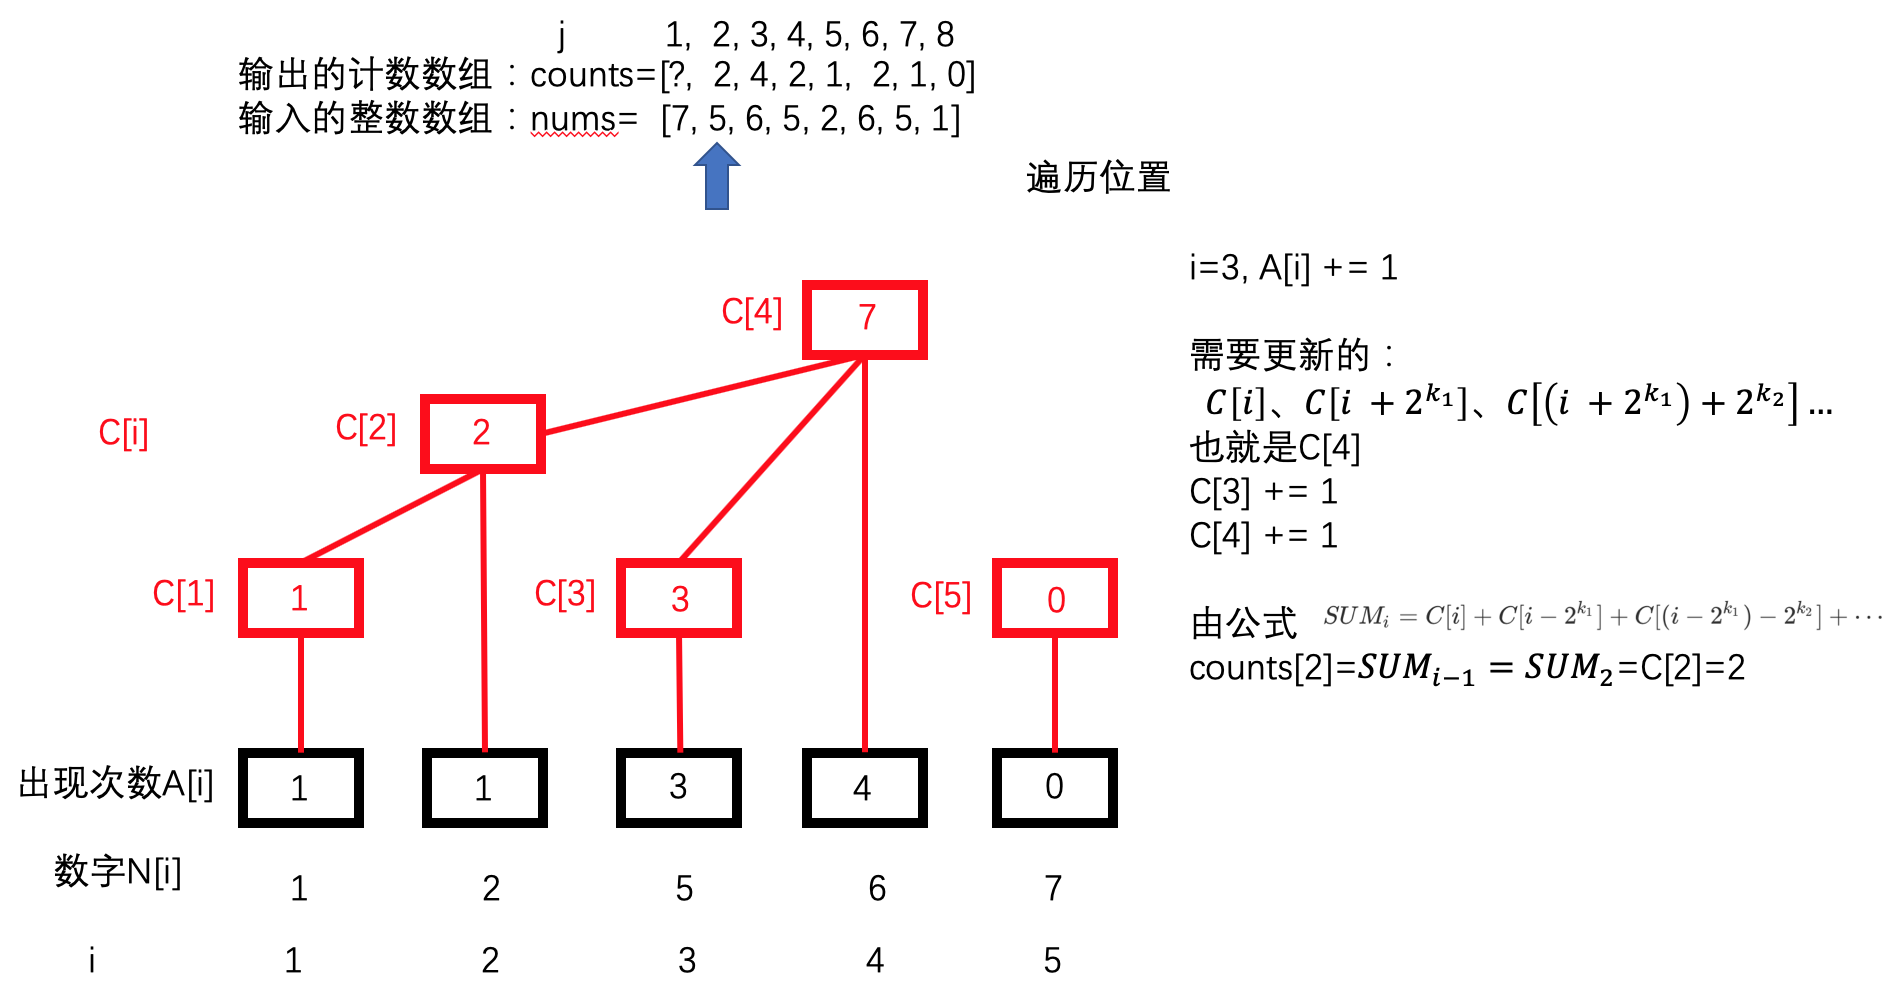 j 1, 2, 3, 4, 5, 6, 7, 8
输出的计数数组：counts=[?, 2, 4, 2, 1, 2, 1, 0]
输入的整数数组：nums= [7, 5, 6, 5, 2, 6, 5, 1]
遍历位置
i=3, A[i] += 1
需要更新的：
C[i]、C[i + 2^{k_1}]、C[(i + 2^{k_1}) + 2^{k_2}] …
也就是C[4]
C[3] += 1
C[4] += 1
由公式 SUM_i = C[i] + C[i − 2^{k_1}] + C[(i − 2^{k_1}) − 2^{k_2}] + ···
counts[2]=SUM_{i−1} = SUM_2=C[2]=2
C[4] 7
C[i] C[2] 2
C[1] 1 C[3] 3 C[5] 0
出现次数A[i] 1 1 3 4 0
数字N[i] 1 2 5 6 7
i 1 2 3 4 5